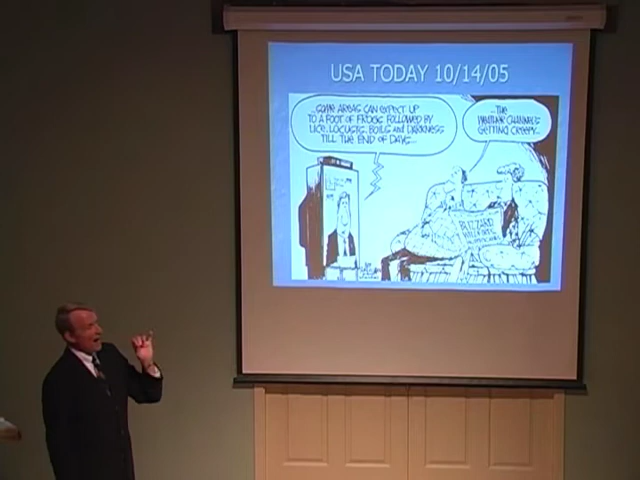 USA TODAY 10/14/05
...SOME AREAS CAN EXPECT UP
TO A FOOT OF FROGS FOLLOWED BY
LICE, LOCUSTS, BOILS and DARKNESS
TILL THE END OF DAYS...
...THE
WEATHER CHANNEL'S
GETTING CREEPY...
BLIZZARD